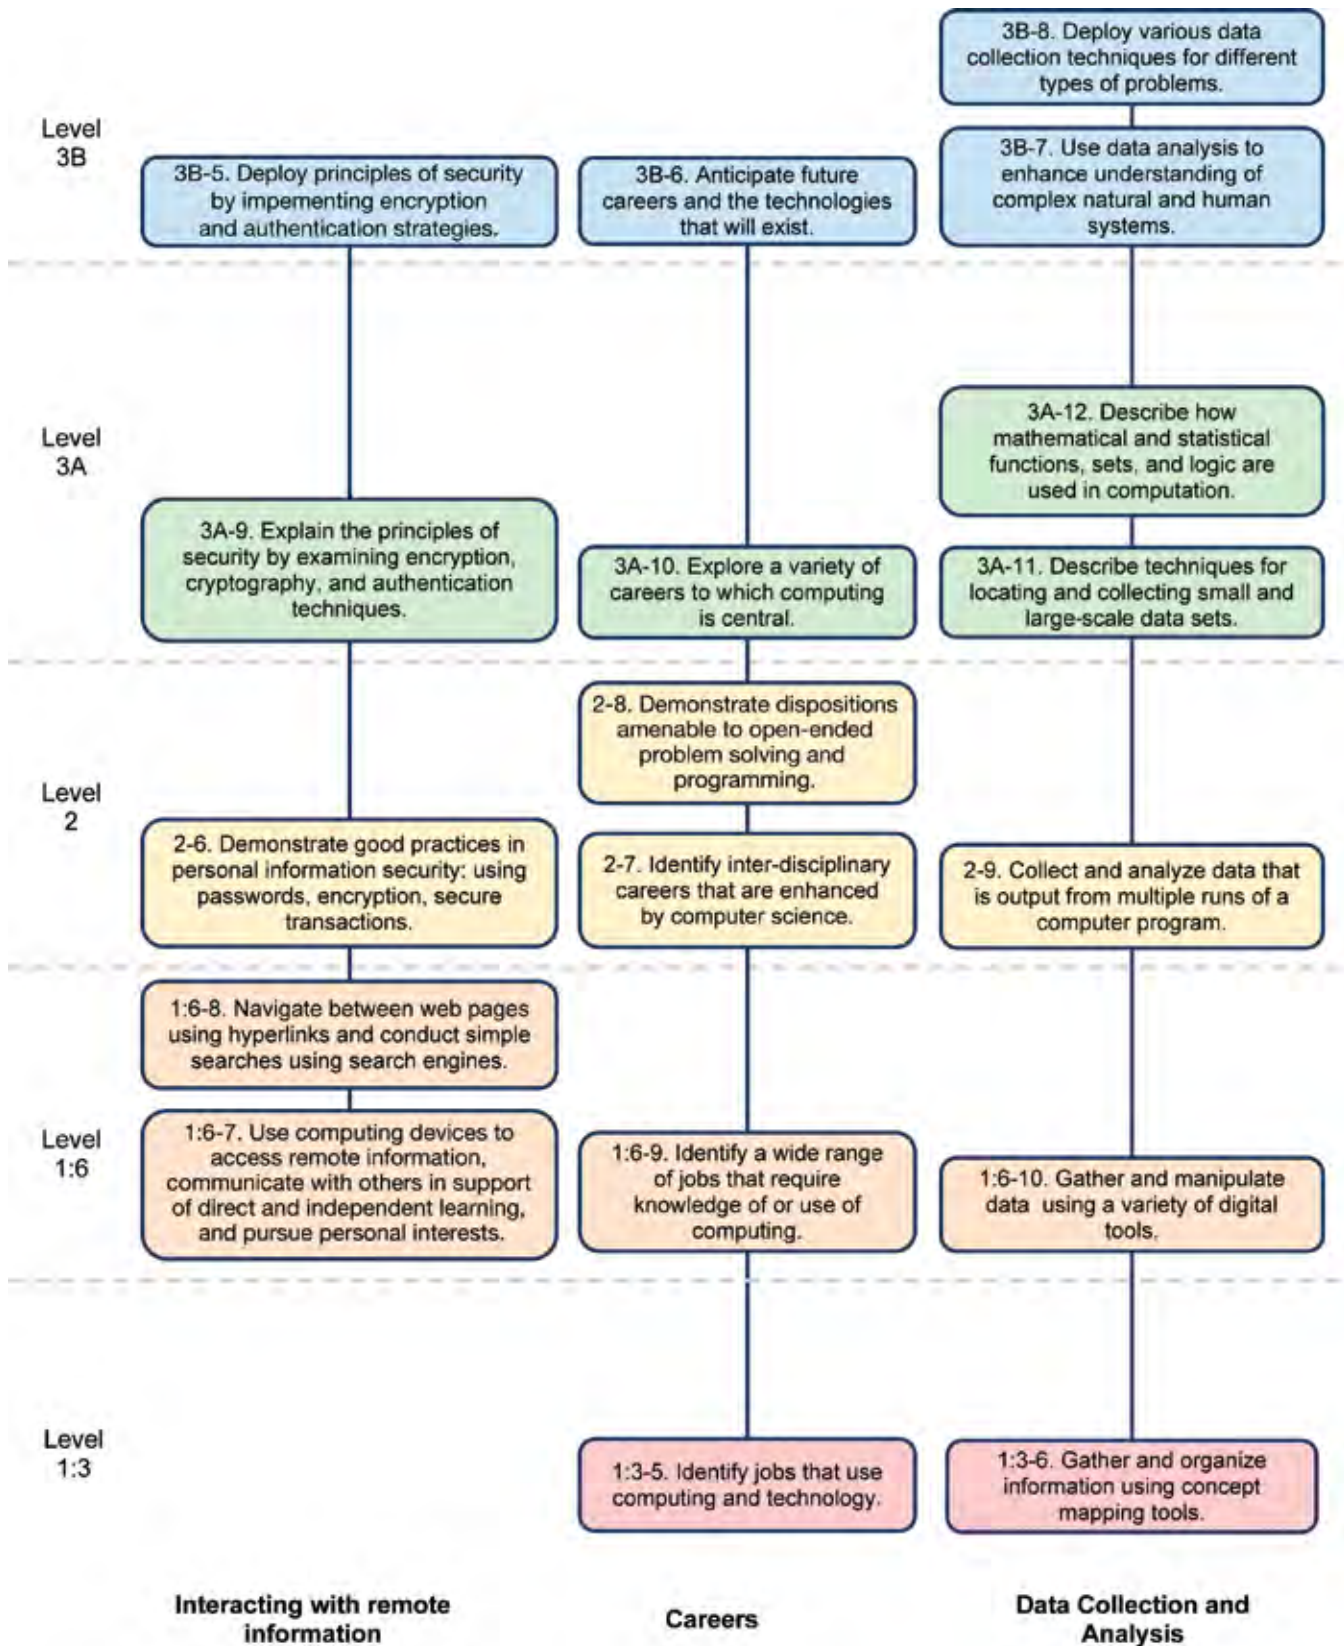 3B-8. Deploy various data
collection techniques for different
types of problems.
Level
3B
3B-5. Deploy principles of security
by impementing encryption
and authentication strategies.
3B-6. Anticipate future
careers and the technologies
that will exist.
3B-7. Use data analysis to
enhance understanding of
complex natural and human
systems.
Level
3A
3A-12. Describe how
mathematical and statistical
functions, sets, and logic are
used in computation.
3A-9. Explain the principles of
security by examining encryption,
cryptography, and authentication
techniques.
3A-10. Explore a variety of
careers to which computing
is central.
3A-11. Describe techniques for
locating and collecting small and
large-scale data sets.
2-8. Demonstrate dispositions
amenable to open-ended
problem solving and
programming.
Level
2
2-6. Demonstrate good practices in
personal information security: using
passwords, encryption, secure
transactions.
2-7. Identify inter-disciplinary
careers that are enhanced
by computer science.
2-9. Collect and analyze data that
is output from multiple runs of a
computer program.
1:6-8. Navigate between web pages
using hyperlinks and conduct simple
searches using search engines.
Level
1:6
1:6-7. Use computing devices to
access remote information,
communicate with others in support
of direct and independent learning,
and pursue personal interests.
1:6-9. Identify a wide range
of jobs that require
knowledge of or use of
computing.
1:6-10. Gather and manipulate
data using a variety of digital
tools.
Level
1:3
1:3-5. Identify jobs that use
computing and technology.
1:3-6. Gather and organize
information using concept
mapping tools.
Interacting with remote
information
Careers
Data Collection and
Analysis